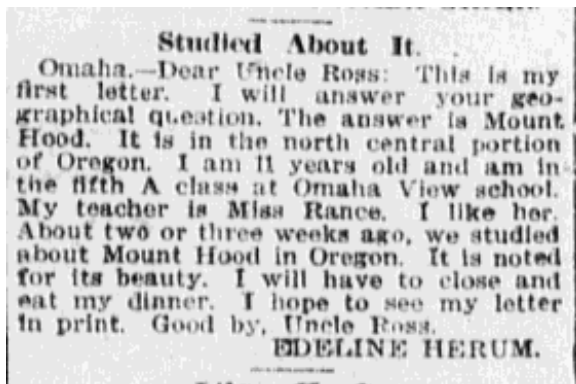 Studied About It.
Omaha.—Dear Uncle Ross: This is my
first letter. I will answer your geo-
graphical question. The answer is Mount
Hood. It is in the north central portion
of Oregon. I am 11 years old and am in
the fifth A class at Omaha View school.
My teacher is Miss Rance. I like her.
About two or three weeks ago, we studied
about Mount Hood in Oregon. It is noted
for its beauty. I will have to close and
eat my dinner. I hope to see my letter
in print. Good by, Uncle Ross.
EDELINE HERUM.